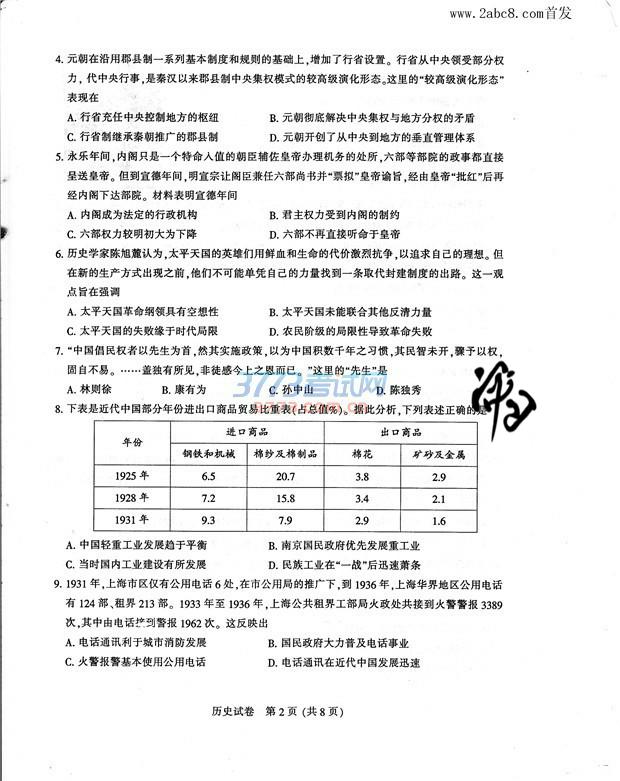 www.2abc8.com首发
4. 元朝在沿用郡县制一系列基本制度和规则的基础上,增加了行省设置。行省从中央领受部分权
力,代中央行事,是秦汉以来郡县制中央集权模式的较高级演化形态。这里的“较高级演化形态”
表现在
A. 行省充任中央控制地方的枢纽 B. 元朝彻底解决中央集权与地方分权的矛盾
C. 行省制继承秦朝推广的郡县制 D. 元朝开创了从中央到地方的垂直管理体系
5. 永乐年间,内阁只是一个特命入值的朝臣辅佐皇帝办理机务的处所,六部等部院的政事都直接
呈送皇帝。但到宣德年间,明宣宗让阁臣兼任六部尚书并“票拟”皇帝谕旨,经由皇帝“批红”后再
经内阁下达部院。材料表明宣德年间
A. 内阁成为法定的行政机构 B. 君主权力受到内阁的制约
C. 六部权力较明初大为下降 D. 六部不再直接听命于皇帝
6. 历史学家陈旭麓认为,太平天国的英雄们用鲜血和生命的代价激烈抗争,以追求自己的理想。但
在新的生产方式出现之前,他们不可能单凭自己的力量找到一条取代封建制度的出路。这一观
点旨在强调
A. 太平天国革命纲领具有空想性 B. 太平天国未能联合其他反清力量
C. 太平天国的失败缘于时代局限 D. 农民阶级的局限性导致革命失败
7. “中国倡民权者以先生为首,然其实施政策,以为中国积数千年之习惯,其民智未开,骤予以权,
固自不易。……盖独有所见,非徒感今上之恩而已。”这里的“先生”是
A. 林则徐 B. 康有为 C. 孙中山 D. 陈独秀
3773考试网
8. 下表是近代中国部分年份进出口商品贸易比重表(占总值%)。据此分析,下列表述正确的是
年份 进口商品 出口商品
钢铁和机械 棉纱及棉制品 棉花 矿砂及金属
1925年 6.5 20.7 3.8 2.9
1928年 7.2 15.8 3.4 2.1
1931年 9.3 7.9 2.9 1.6
A. 中国轻重工业发展趋于平衡 B. 南京国民政府优先发展重工业
C. 当时国内工业建设有所发展 D. 民族工业在“一战”后迅速萧条
9. 1931年,上海市区仅有公用电话6处,在市公用局的推广下,到1936年,上海华界地区公用电话
有124部、租界213部。1933年至1936年,上海公共租界工部局火政处共接到火警警报3389
次,其中由电话接到警报1962次。这反映出
A. 电话通讯利于城市消防发展 B. 国民政府大力普及电话事业
C. 火警报警基本使用公用电话 D. 电话通讯在近代中国发展迅速
历史试卷 第2页(共8页)